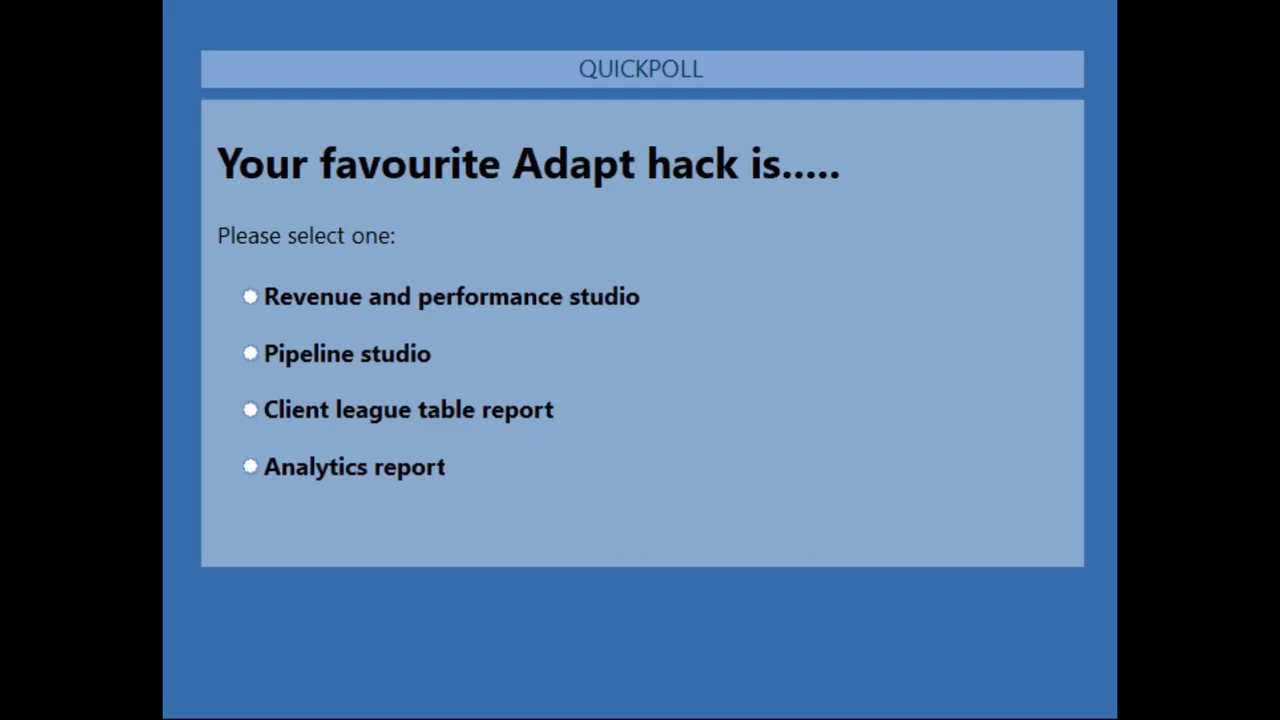 QUICKPOLL
Your favourite Adapt hack is.....
Please select one:
Revenue and performance studio
Pipeline studio
Client league table report
Analytics report